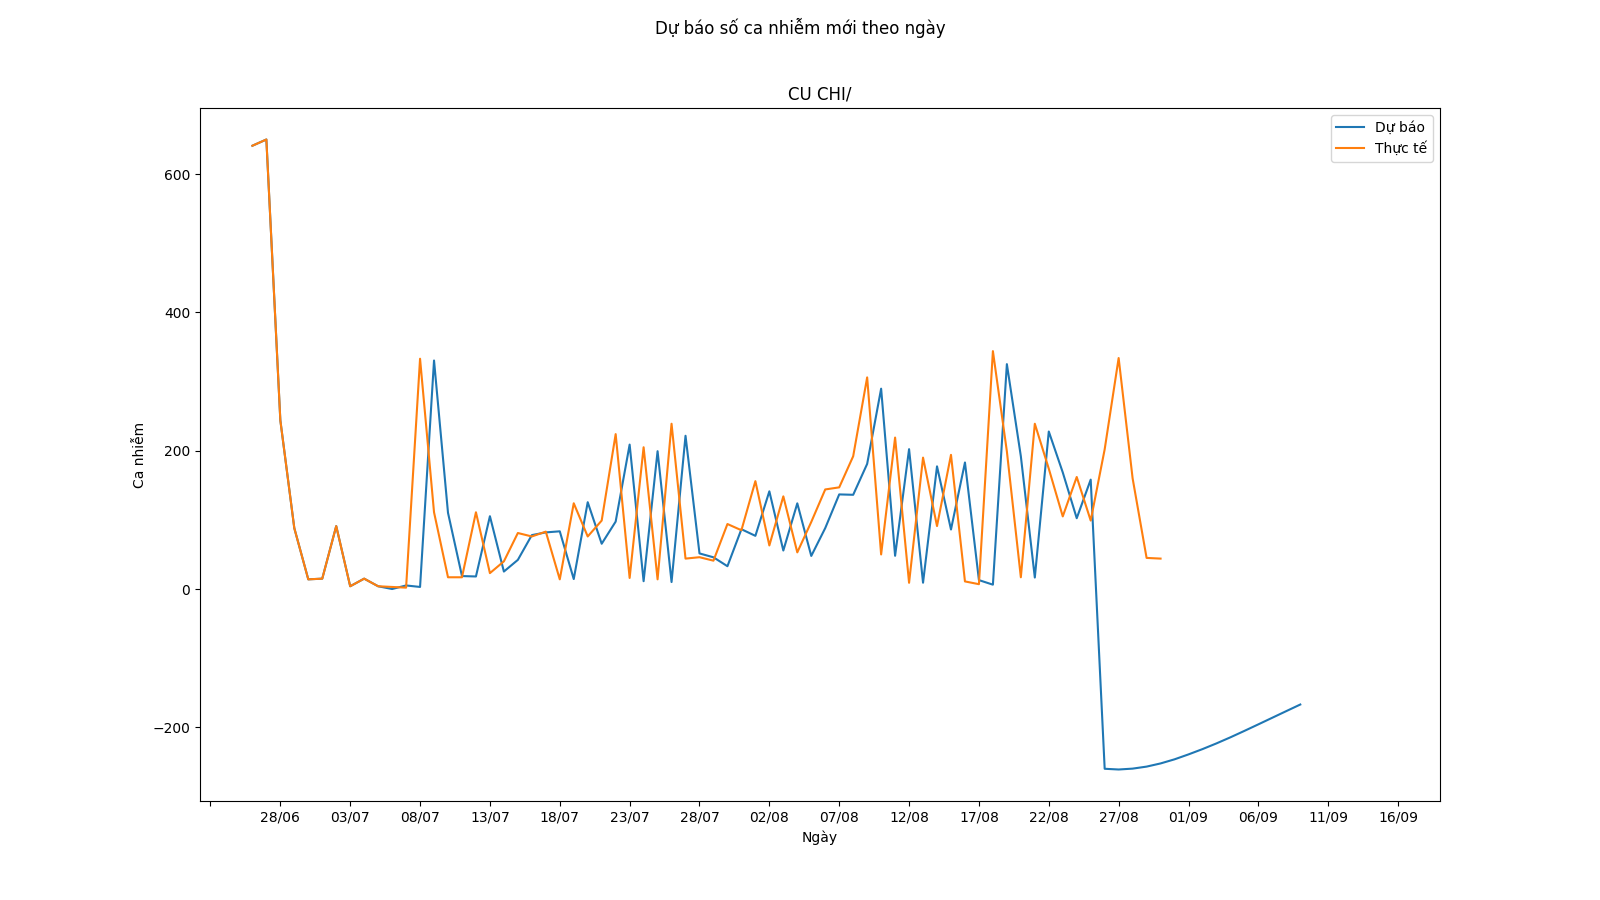 Dự báo số ca nhiễm mới theo ngày
CU CHI/
Dự báo
Thực tế
600
400
200
0
−200
Ca nhiễm
28/06 03/07 08/07 13/07 18/07 23/07 28/07 02/08 07/08 12/08 17/08 22/08 27/08 01/09 06/09 11/09 16/09
Ngày